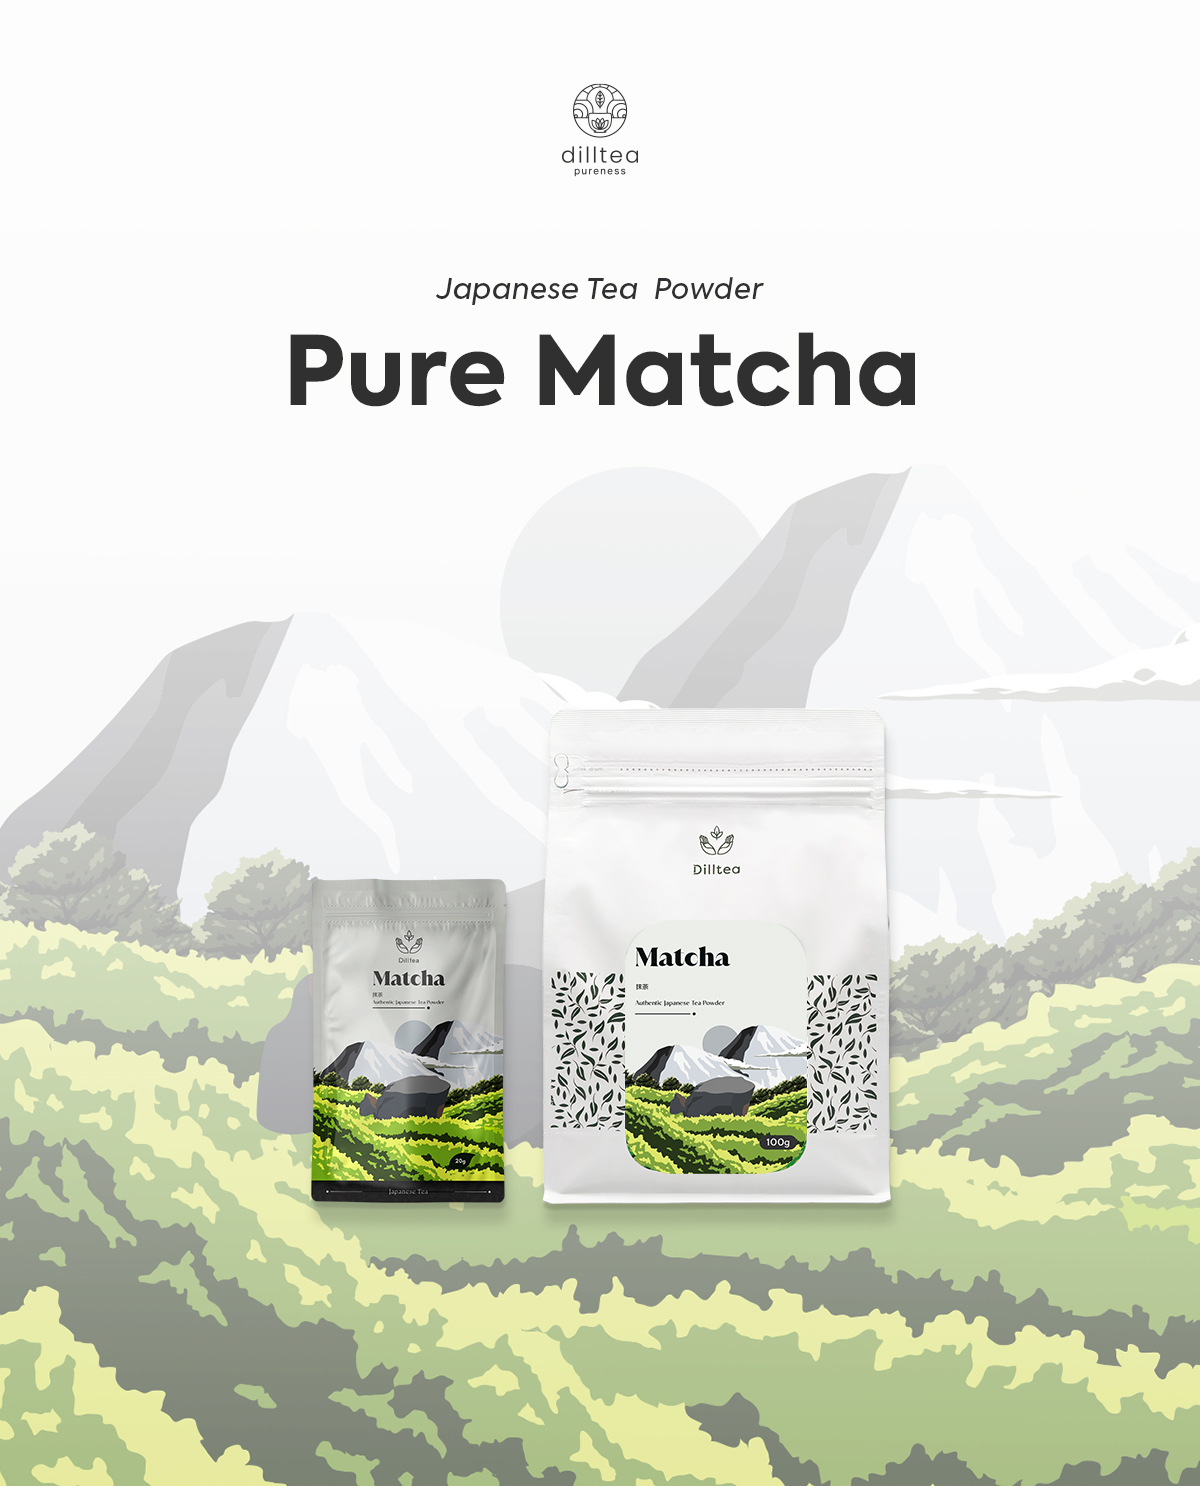 dilltea
pureness
Japanese Tea Powder
Pure Matcha
Dilltea
Matcha
抹茶
Authentic Japanese Tea Powder
20g
Japanese Tea
Dilltea
Matcha
抹茶
Authentic Japanese Tea Powder
100g